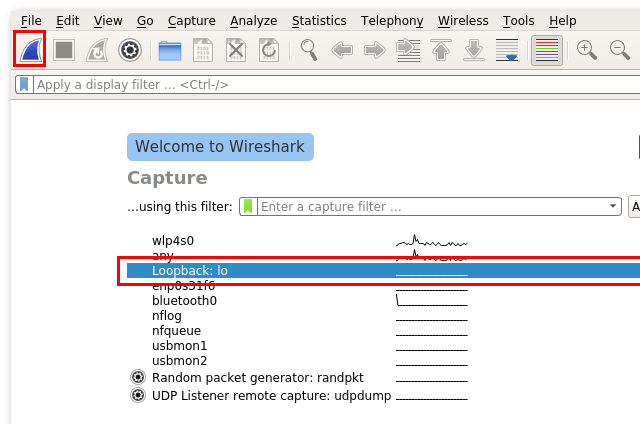 File Edit View Go Capture Analyze Statistics Telephony Wireless Tools Help
Apply a display filter … <Ctrl-/>
Welcome to Wireshark
Capture
…using this filter: Enter a capture filter … A
wlp4s0
any
Loopback: lo
enp0s31f6
bluetooth0
nflog
nfqueue
usbmon1
usbmon2
Random packet generator: randpkt
UDP Listener remote capture: udpdump